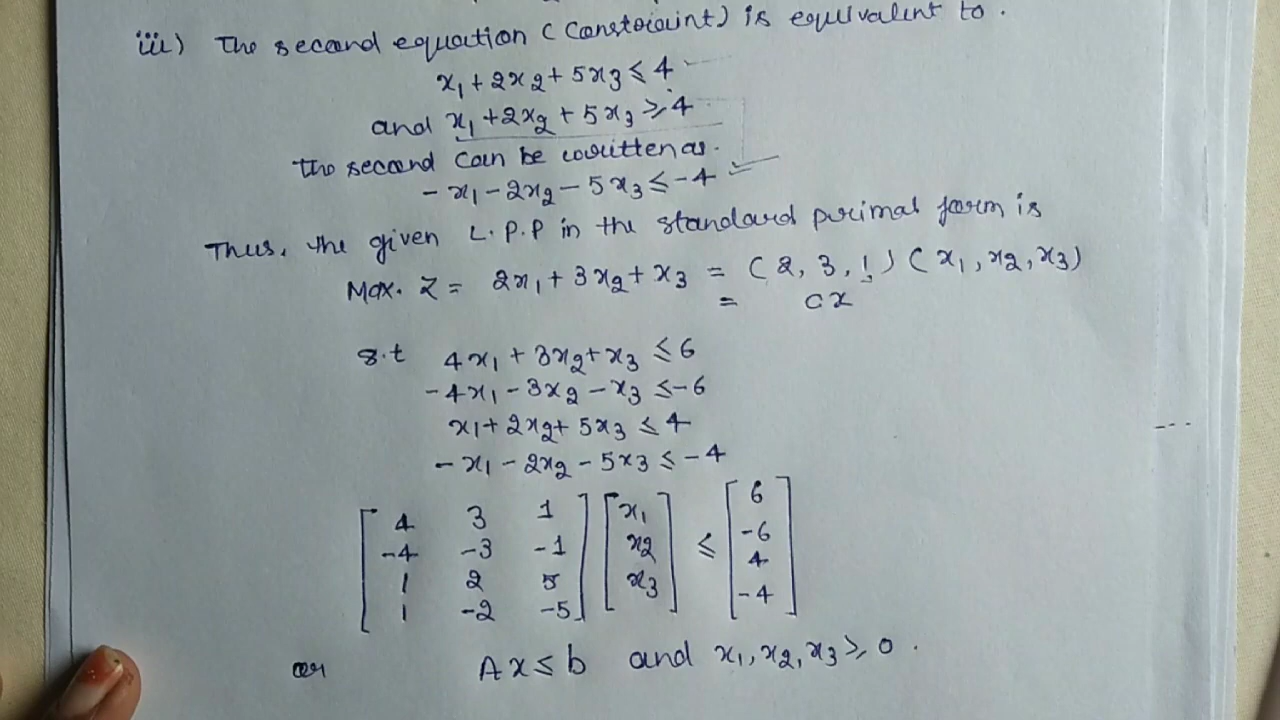 iii) The second equation (Constraint) is equivalent to.
x₁ + 2x₂ + 5x₃ ≤ 4
and x₁ + 2x₂ + 5x₃ ≥ 4
the second can be written as.
- x₁ - 2x₂ - 5x₃ ≤ -4
Thus, the given L.P.P in the standard primal form is
Max. Z = 2x₁ + 3x₂ + x₃ = (2, 3, 1) (x₁, x₂, x₃)
= cx
s.t 4x₁ + 3x₂ + x₃ ≤ 6
-4x₁ - 3x₂ - x₃ ≤ -6
x₁ + 2x₂ + 5x₃ ≤ 4
- x₁ - 2x₂ - 5x₃ ≤ -4
4 3 1 x₁ 6
-4 -3 -1 x₂ ≤ -6
1 2 5 x₃ 4
1 -2 -5 -4
or Ax ≤ b and x₁, x₂, x₃ ≥ 0.